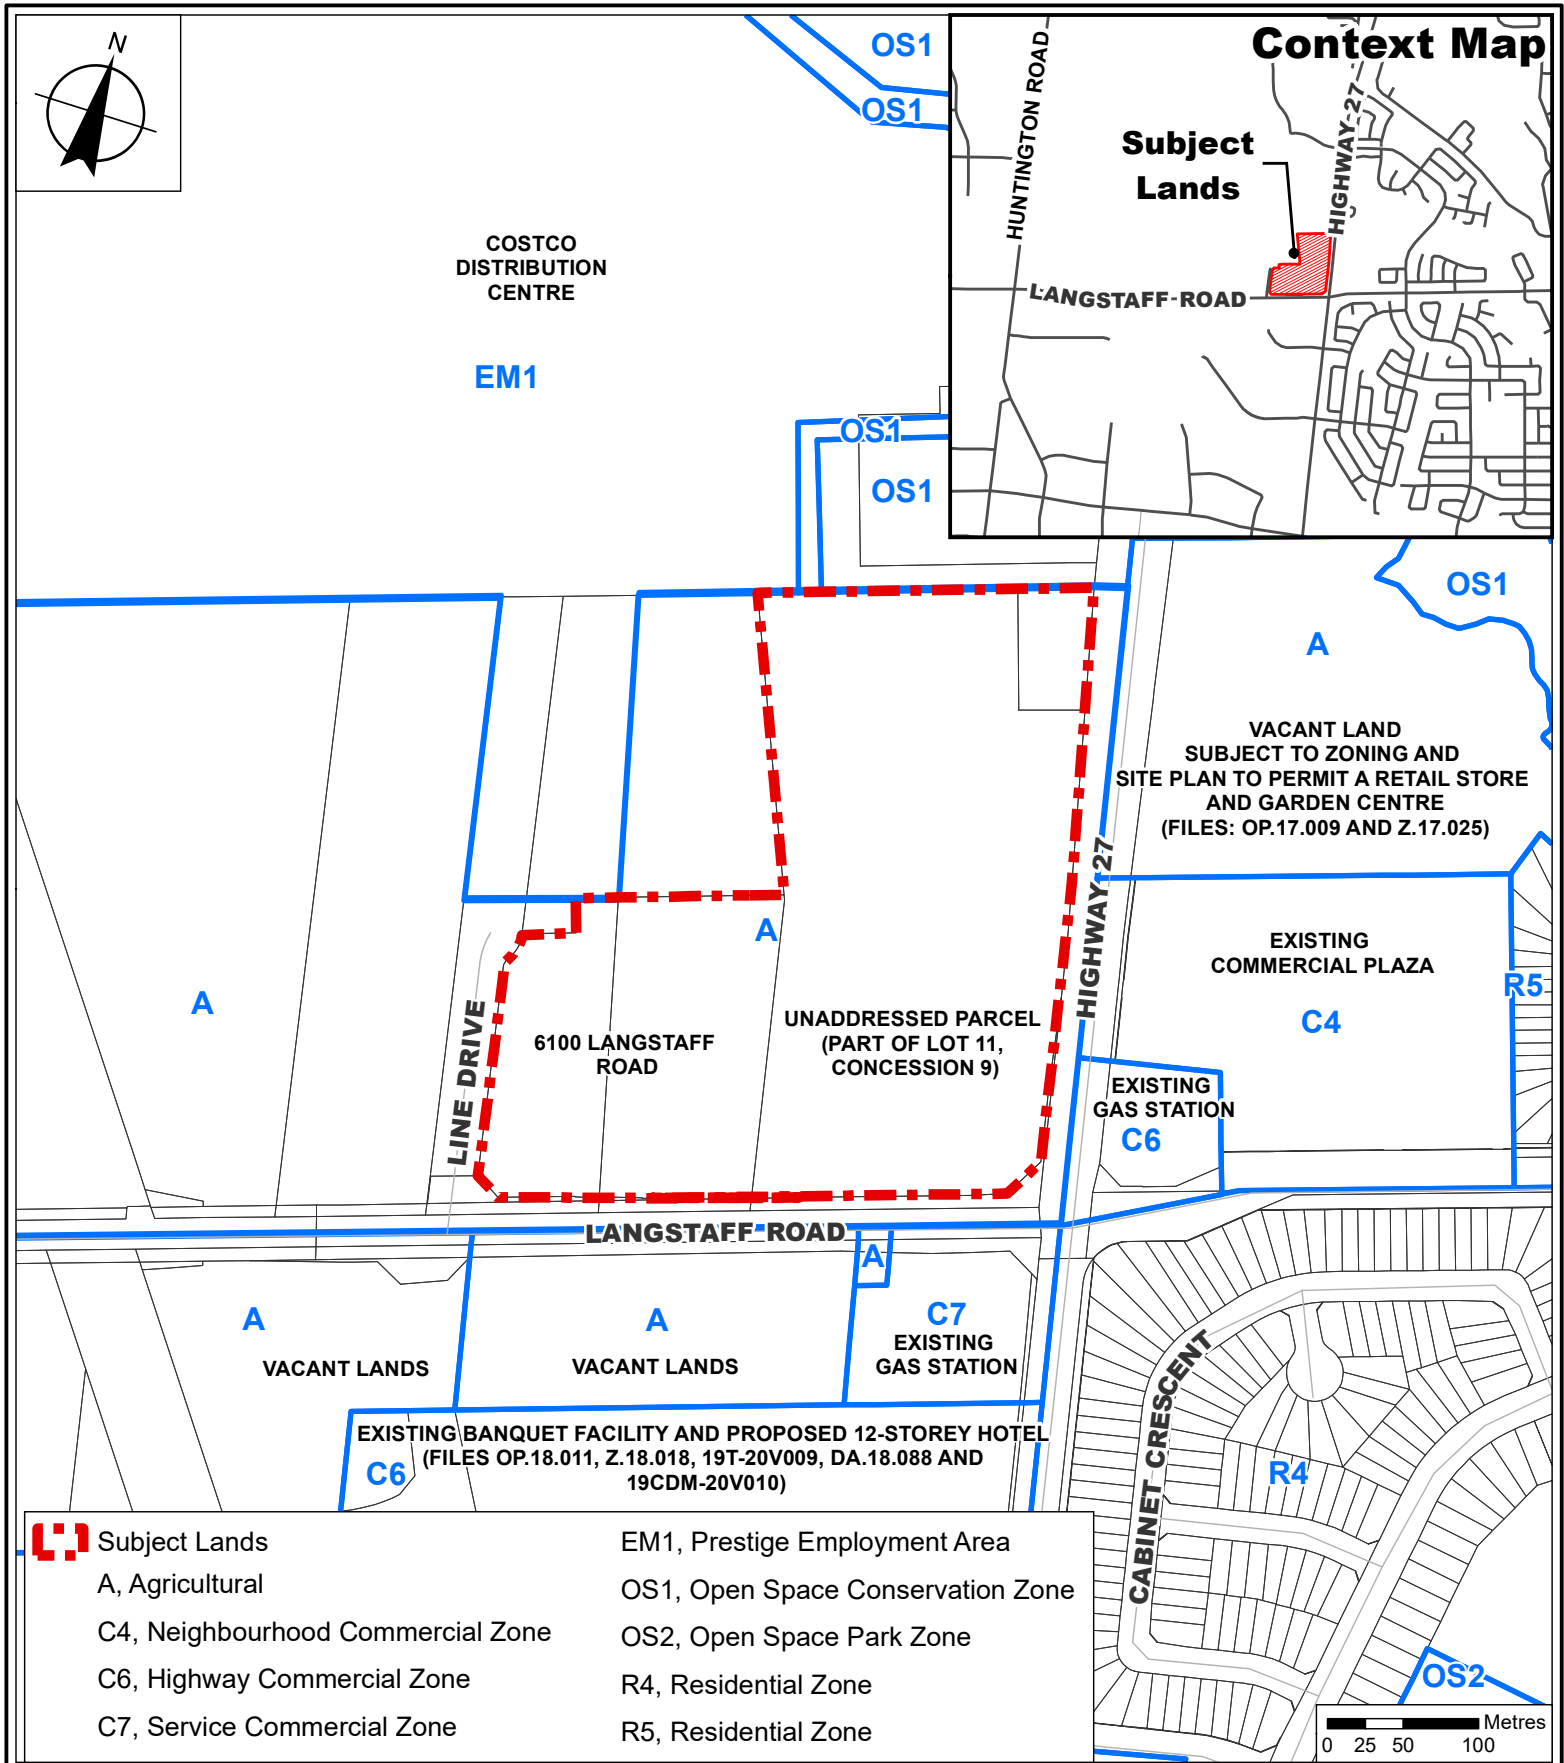 N
OS1
OS1
Context Map
HUNTINGTON ROAD
HIGHWAY 27
Subject
Lands
LANGSTAFF ROAD
COSTCO
DISTRIBUTION
CENTRE
EM1
OS1
OS1
OS1
A
VACANT LAND
SUBJECT TO ZONING AND
SITE PLAN TO PERMIT A RETAIL STORE
AND GARDEN CENTRE
(FILES: OP.17.009 AND Z.17.025)
HIGHWAY 27
A
EXISTING
COMMERCIAL PLAZA
R5
C4
A
LINE DRIVE
6100 LANGSTAFF
ROAD
UNADDRESSED PARCEL
(PART OF LOT 11,
CONCESSION 9)
EXISTING
GAS STATION
C6
LANGSTAFF ROAD
A
A
A
C7
EXISTING
GAS STATION
VACANT LANDS
VACANT LANDS
EXISTING BANQUET FACILITY AND PROPOSED 12-STOREY HOTEL
(FILES OP.18.011, Z.18.018, 19T-20V009, DA.18.088 AND
19CDM-20V010)
C6
CABINET CRESCENT
R4
OS2
Subject Lands
A, Agricultural
C4, Neighbourhood Commercial Zone
C6, Highway Commercial Zone
C7, Service Commercial Zone
EM1, Prestige Employment Area
OS1, Open Space Conservation Zone
OS2, Open Space Park Zone
R4, Residential Zone
R5, Residential Zone
Metres
0 25 50 100